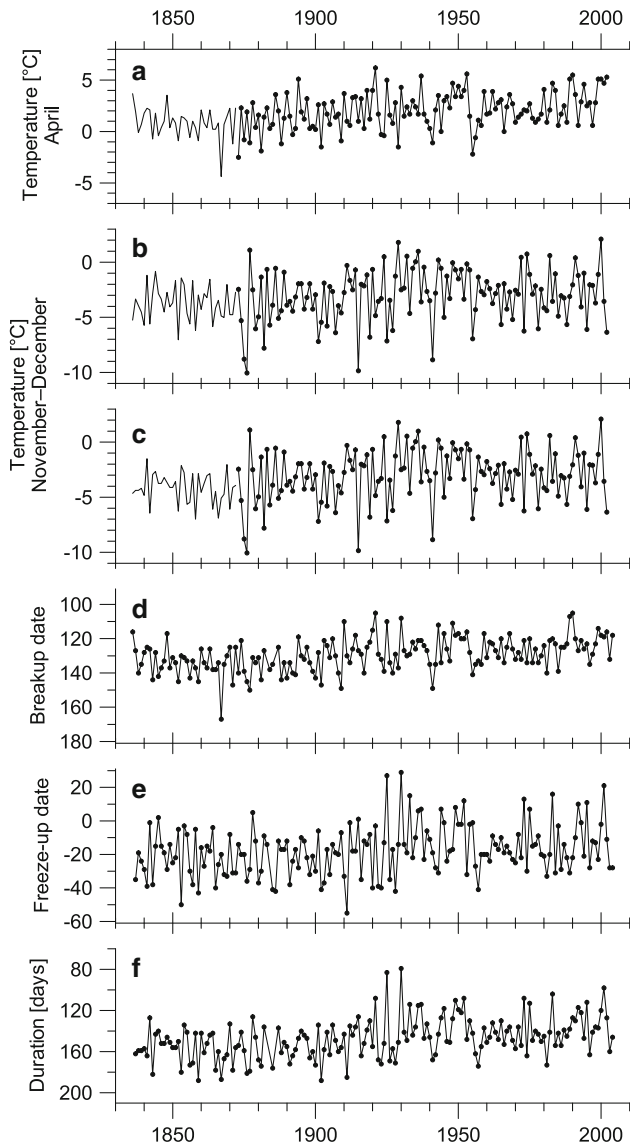 1850 1900 1950 2000
a
Temperature [°C]
April
5
0
-5
b
0
-5
-10
Temperature [°C]
November–December
c
0
-5
-10
d
Breakup date
100
120
140
160
180
e
Freeze-up date
20
0
-20
-40
-60
f
Duration [days]
80
120
160
200
1850 1900 1950 2000